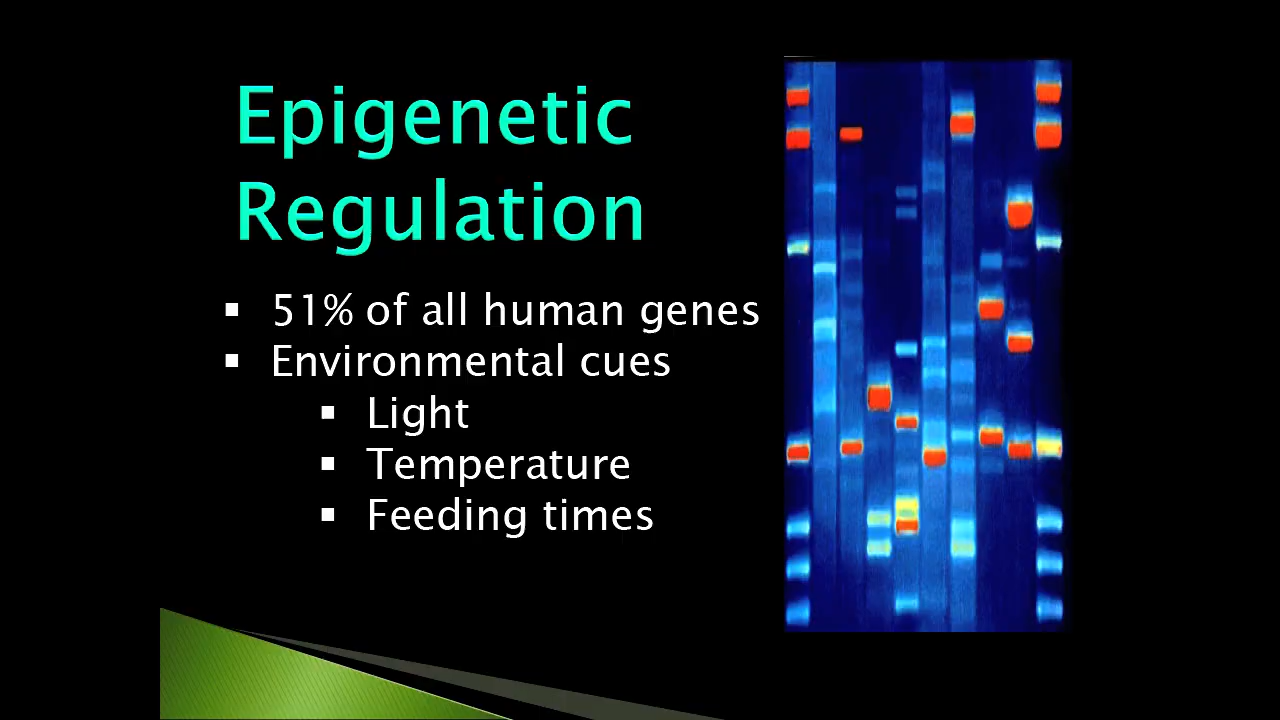 Epigenetic
Regulation
▪ 51% of all human genes
▪ Environmental cues
▪ Light
▪ Temperature
▪ Feeding times